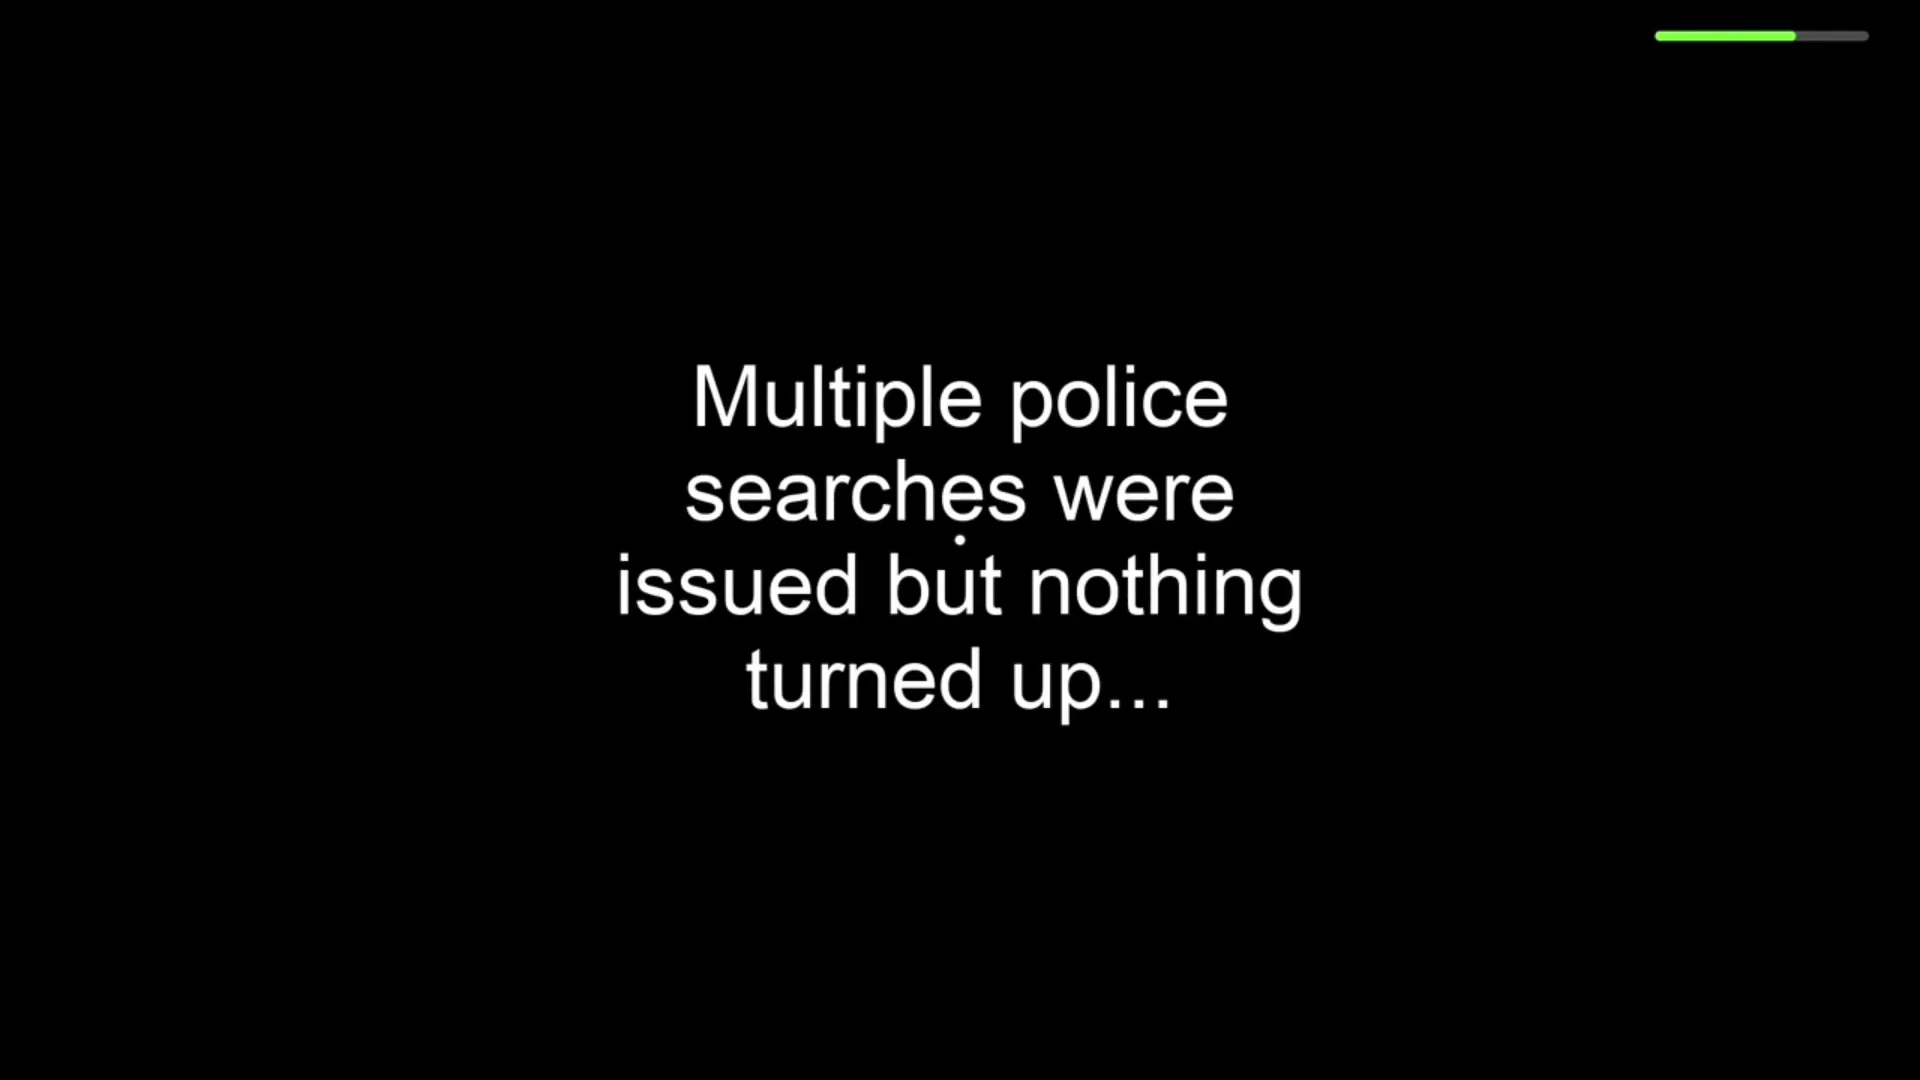 Multiple police
searches were
issued but nothing
turned up...